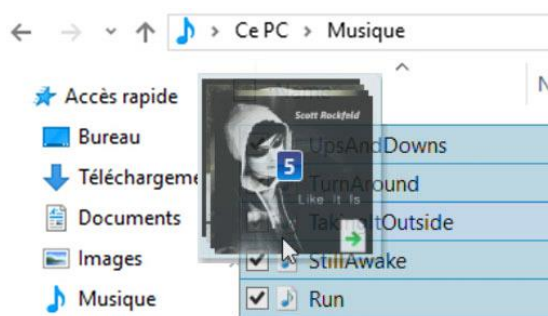 Ce PC > Musique
Accès rapide
Bureau
Téléchargeme
Documents
Images
Musique
N
Scott Rockfeld
5
Like It Is
UpsAndDowns
TurnAround
TakingItOutside
StillAwake
Run